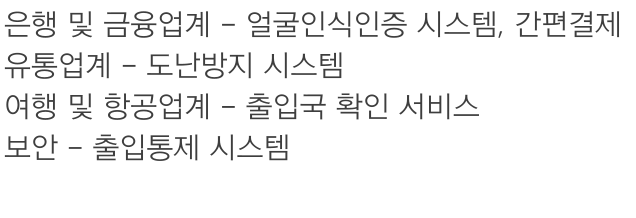 은행 및 금융업계 – 얼굴인식인증 시스템, 간편결제
유통업계 – 도난방지 시스템
여행 및 항공업계 – 출입국 확인 서비스
보안 – 출입통제 시스템